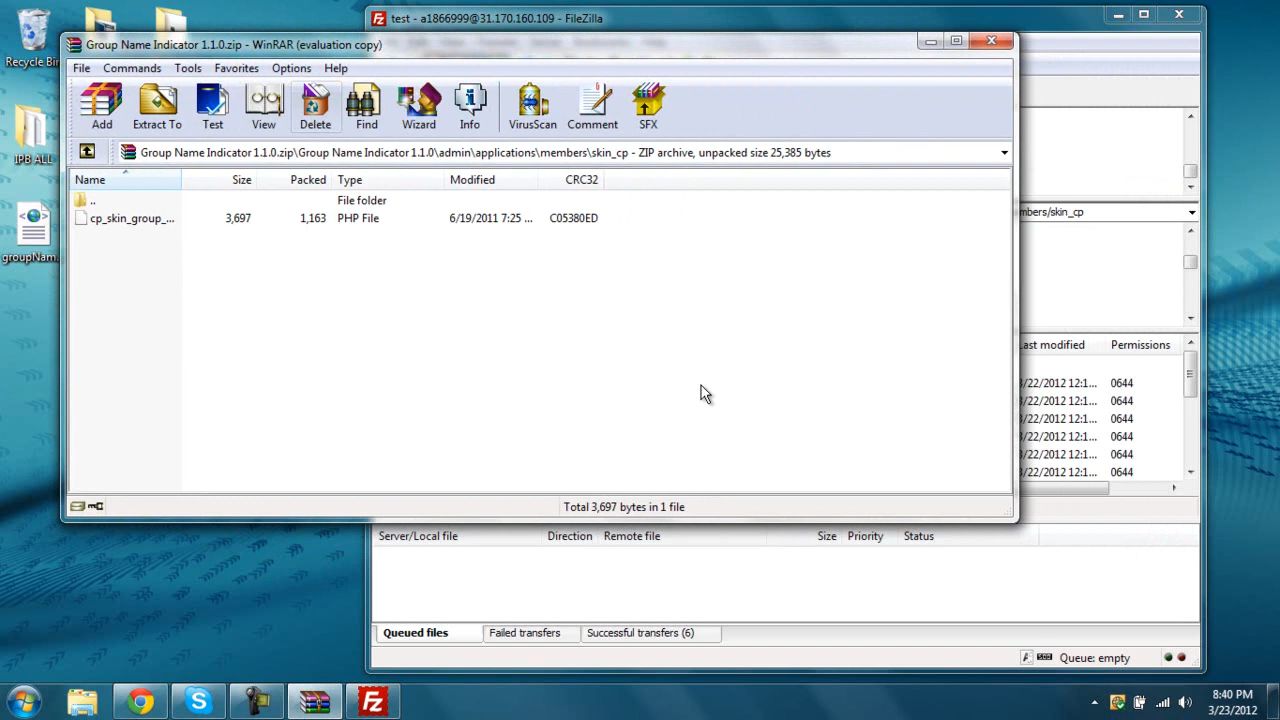 test - a1866999@31.170.160.109 - FileZilla
Group Name Indicator 1.1.0.zip - WinRAR (evaluation copy)
Recycle Bin
File Commands Tools Favorites Options Help
Add Extract To Test View Delete Find Wizard Info VirusScan Comment SFX
IPB ALL
Group Name Indicator 1.1.0.zip\Group Name Indicator 1.1.0\admin\applications\members\skin_cp - ZIP archive, unpacked size 25,385 bytes
Name Size Packed Type Modified CRC32
.. File folder
cp_skin_group_... 3,697 1,163 PHP File 6/19/2011 7:25 ... C05380ED
mbers/skin_cp
groupNam.
Last modified Permissions
3/22/2012 12:1... 0644
3/22/2012 12:1... 0644
3/22/2012 12:1... 0644
3/22/2012 12:1... 0644
3/22/2012 12:1... 0644
3/22/2012 12:1... 0644
Total 3,697 bytes in 1 file
Server/Local file Direction Remote file Size Priority Status
Queued files Failed transfers Successful transfers (6)
Queue: empty
8:40 PM
3/23/2012